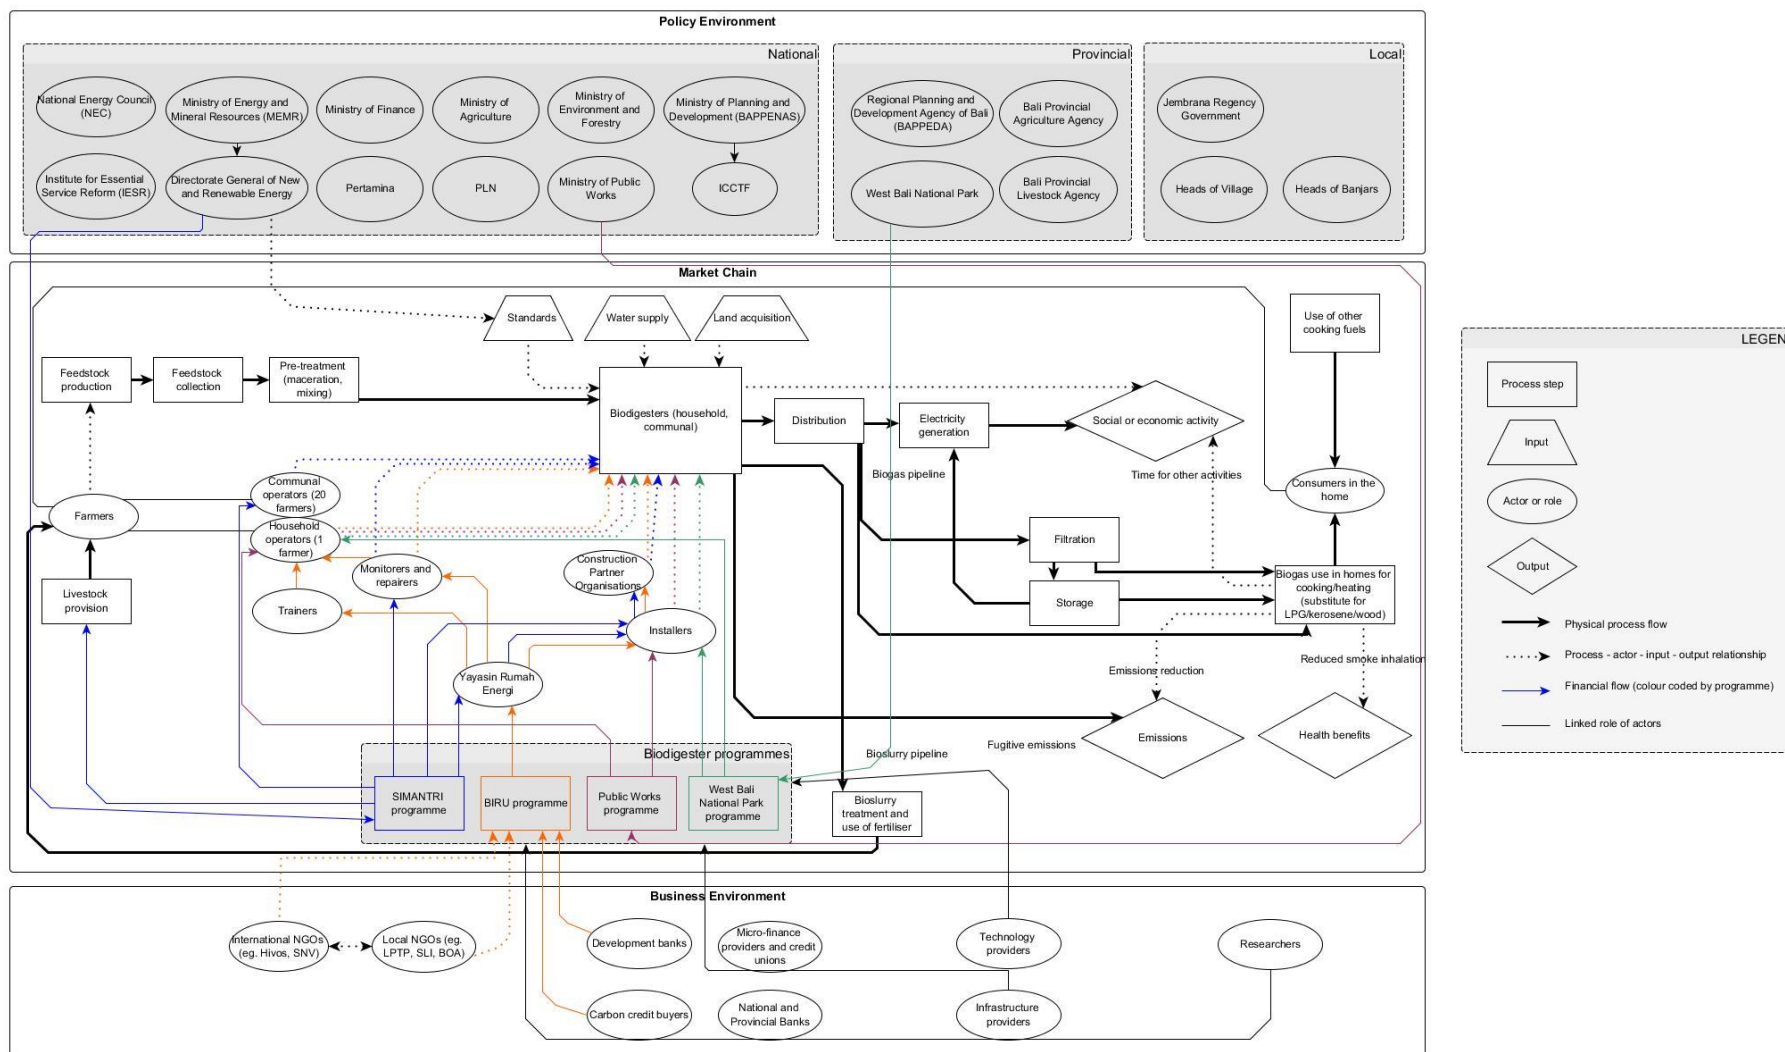 Policy Environment
National
National Energy Council
(NEC)
Ministry of Energy and
Mineral Resources (MEMR)
Ministry of Finance
Ministry of
Agriculture
Ministry of
Environment and
Forestry
Ministry of Planning and
Development (BAPPENAS)
Institute for Essential
Service Reform (IESR)
Directorate General of New
and Renewable Energy
Pertamina
PLN
Ministry of Public
Works
ICCTF
Provincial
Regional Planning and
Development Agency of Bali
(BAPPEDA)
Bali Provincial
Agriculture Agency
West Bali National Park
Bali Provincial
Livestock Agency
Local
Jembrana Regency
Government
Heads of Village
Heads of Banjars
Market Chain
Standards
Water supply
Land acquisition
Use of other
cooking fuels
Feedstock
production
Feedstock
collection
Pre-treatment
(maceration,
mixing)
Biodigesters (household,
communal)
Distribution
Electricity
generation
Social or economic activity
Biogas pipeline
Time for other activities
Consumers in the
home
Communal
operators (20
farmers)
Farmers
Household
operators (1
farmer)
Filtration
Monitorers and
repairers
Construction
Partner
Organisations
Livestock
provision
Trainers
Storage
Biogas use in homes for
cooking/heating
(substitute for
LPG/kerosene/wood)
Installers
Reduced smoke inhalation
Emissions reduction
Yayasin Rumah
Energi
Fugitive emissions
Emissions
Health benefits
Biodigester programmes
Bioslurry pipeline
SIMANTRI
programme
BIRU programme
Public Works
programme
West Bali
National Park
programme
Bioslurry
treatment and
use of fertiliser
Business Environment
International NGOs
(eg. Hivos, SNV)
Local NGOs (eg.
LPTP, SLI, BOA)
Development banks
Micro-finance
providers and credit
unions
Technology
providers
Researchers
Carbon credit buyers
National and
Provincial Banks
Infrastructure
providers
LEGEN
Process step
Input
Actor or role
Output
Physical process flow
Process - actor - input - output relationship
Financial flow (colour coded by programme)
Linked role of actors